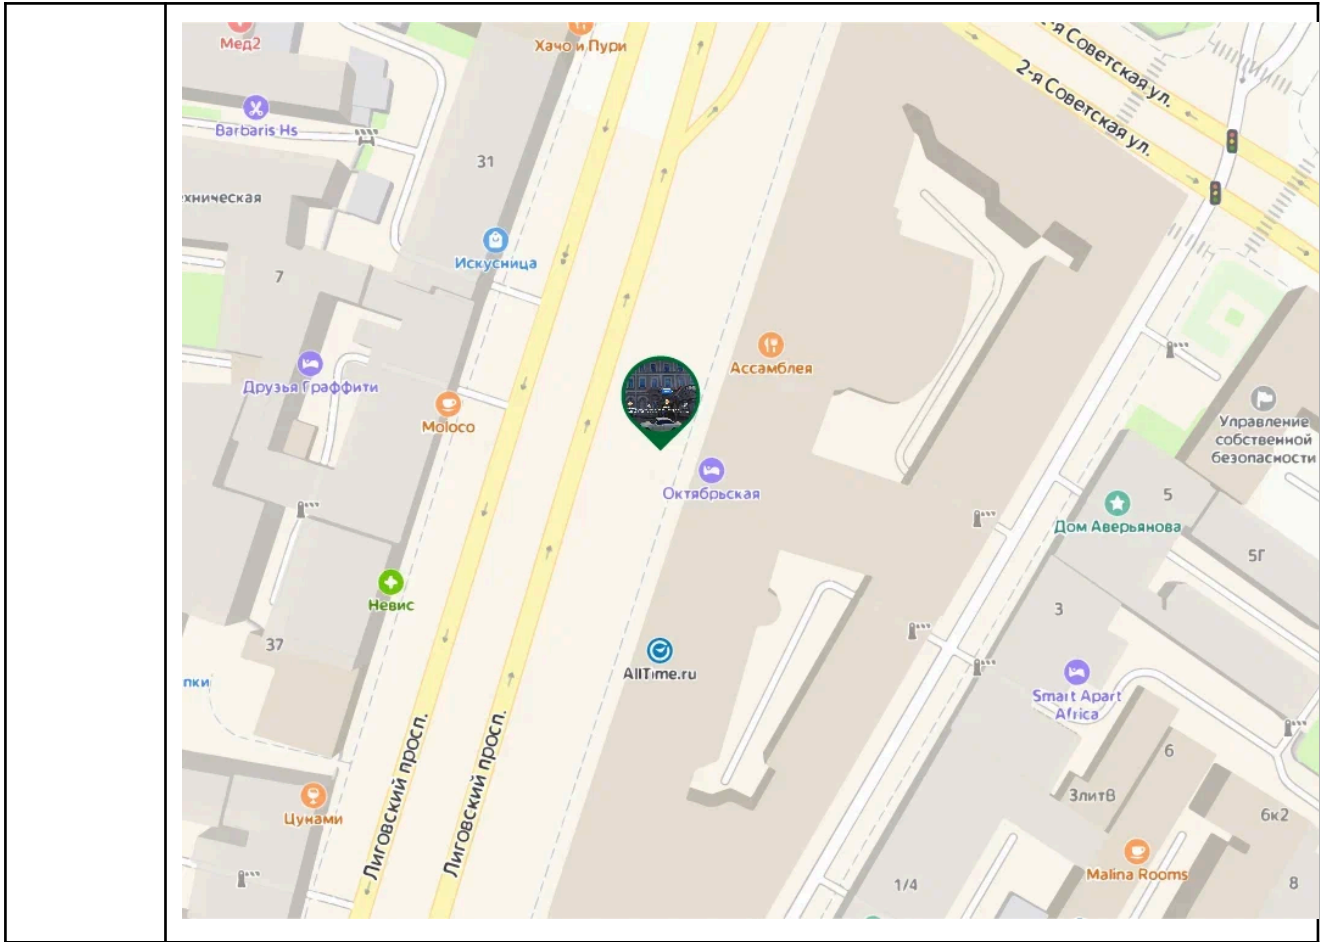 Мед2
Хачо и Пури
1-я Советская ул.
2-я Советская ул.
Barbaris Hs
31
хническая
Искусница
7
Ассамблея
Друзья Граффити
Moloco
Управление
собственной
безопасности
Октябрьская
5
Дом Аверьянова
5Г
Невис
3
37
AllTime.ru
пки
Smart Apart
Africa
Лиговский просп.
Лиговский просп.
6
3литВ
6к2
Цунами
Malina Rooms
1/4
8